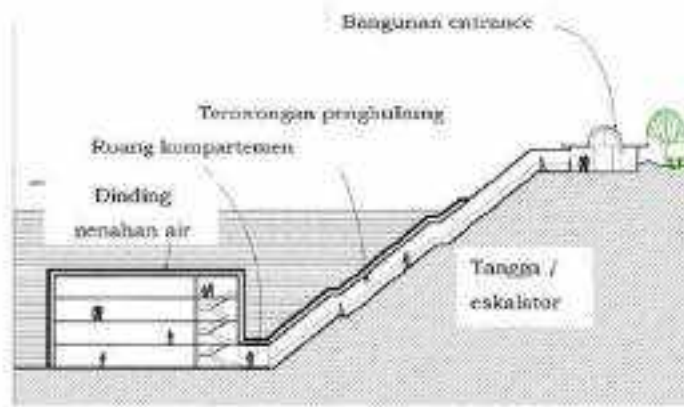 Bangunan entrance
Terowongan penghubung
Ruang kompartemen
Dinding
penahan air
Tangga /
eskalator